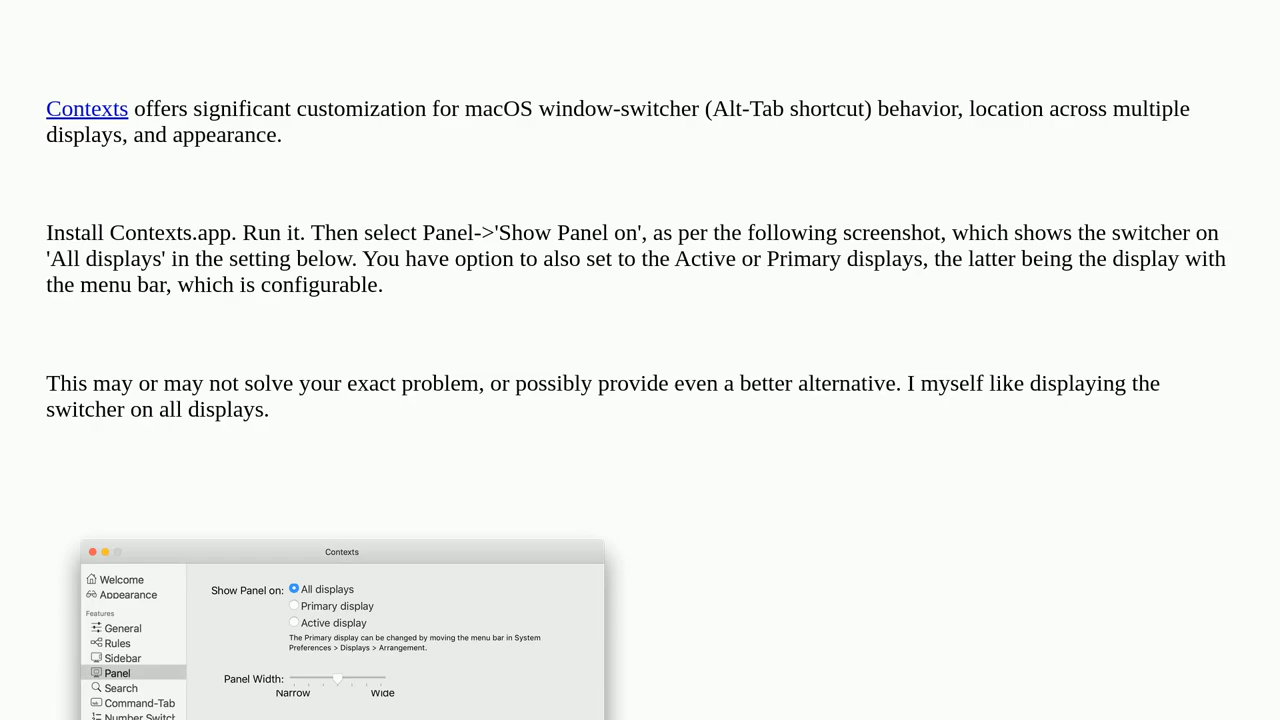 Contexts offers significant customization for macOS window-switcher (Alt-Tab shortcut) behavior, location across multiple
displays, and appearance.
Install Contexts.app. Run it. Then select Panel->'Show Panel on', as per the following screenshot, which shows the switcher on
'All displays' in the setting below. You have option to also set to the Active or Primary displays, the latter being the display with
the menu bar, which is configurable.
This may or may not solve your exact problem, or possibly provide even a better alternative. I myself like displaying the
switcher on all displays.
Contexts
Welcome
Appearance
Features
General
Rules
Sidebar
Panel
Search
Command-Tab
Number Switch
Show Panel on: All displays
Primary display
Active display
The Primary display can be changed by moving the menu bar in System
Preferences > Displays > Arrangement.
Panel Width:
Narrow Wide